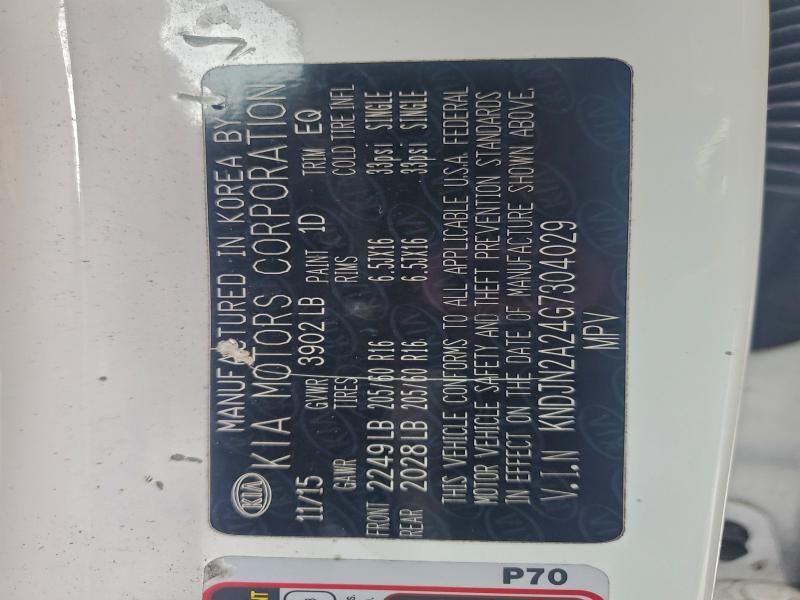 MANUFACTURED IN KOREA BY
KIA KIA MOTORS CORPORATION
11/15 GVWR 3902LB PAINT 1D TRIM EQ
GAWR TIRES RIMS COLD TIRE INFL
FRONT 2249LB 205/60 R16 6.5JX16 33psi SINGLE
REAR 2028LB 205/60 R16 6.5JX16 33psi SINGLE
THIS VEHICLE CONFORMS TO ALL APPLICABLE U.S.A. FEDERAL
MOTOR VEHICLE SAFETY AND THEFT PREVENTION STANDARDS
IN EFFECT ON THE DATE OF MANUFACTURE SHOWN ABOVE.
V.I.N KNDJN2A24G7304029
MPV
P70